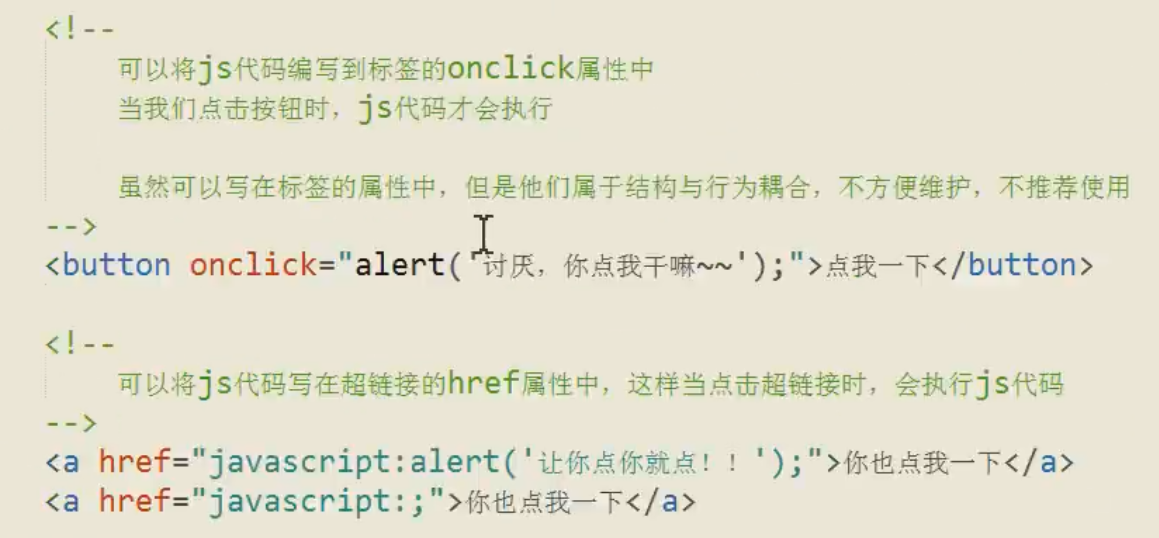 <!--
可以将js代码编写到标签的onclick属性中
当我们点击按钮时，js代码才会执行
虽然可以写在标签的属性中，但是他们属于结构与行为耦合，不方便维护，不推荐使用
-->
<button onclick="alert('讨厌，你点我干嘛~~');">点我一下</button>
<!--
可以将js代码写在超链接的href属性中，这样当点击超链接时，会执行js代码
-->
<a href="javascript:alert('让你点你就点！！');">你也点我一下</a>
<a href="javascript:;">你也点我一下</a>